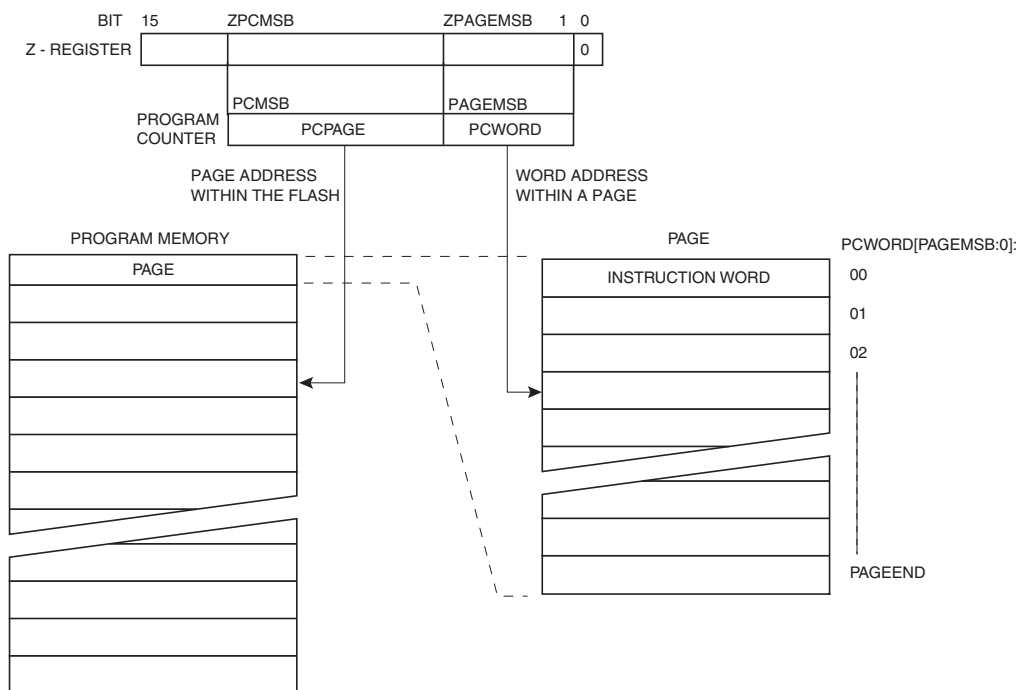 BIT 15 ZPCMSB ZPAGEMSB 1 0
Z - REGISTER 0
PCMSB PAGEMSB
PROGRAM
COUNTER
PCPAGE PCWORD
PAGE ADDRESS
WITHIN THE FLASH
WORD ADDRESS
WITHIN A PAGE
PROGRAM MEMORY
PAGE
PAGE
PCWORD[PAGEMSB:0]:
INSTRUCTION WORD
00
01
02
PAGEEND